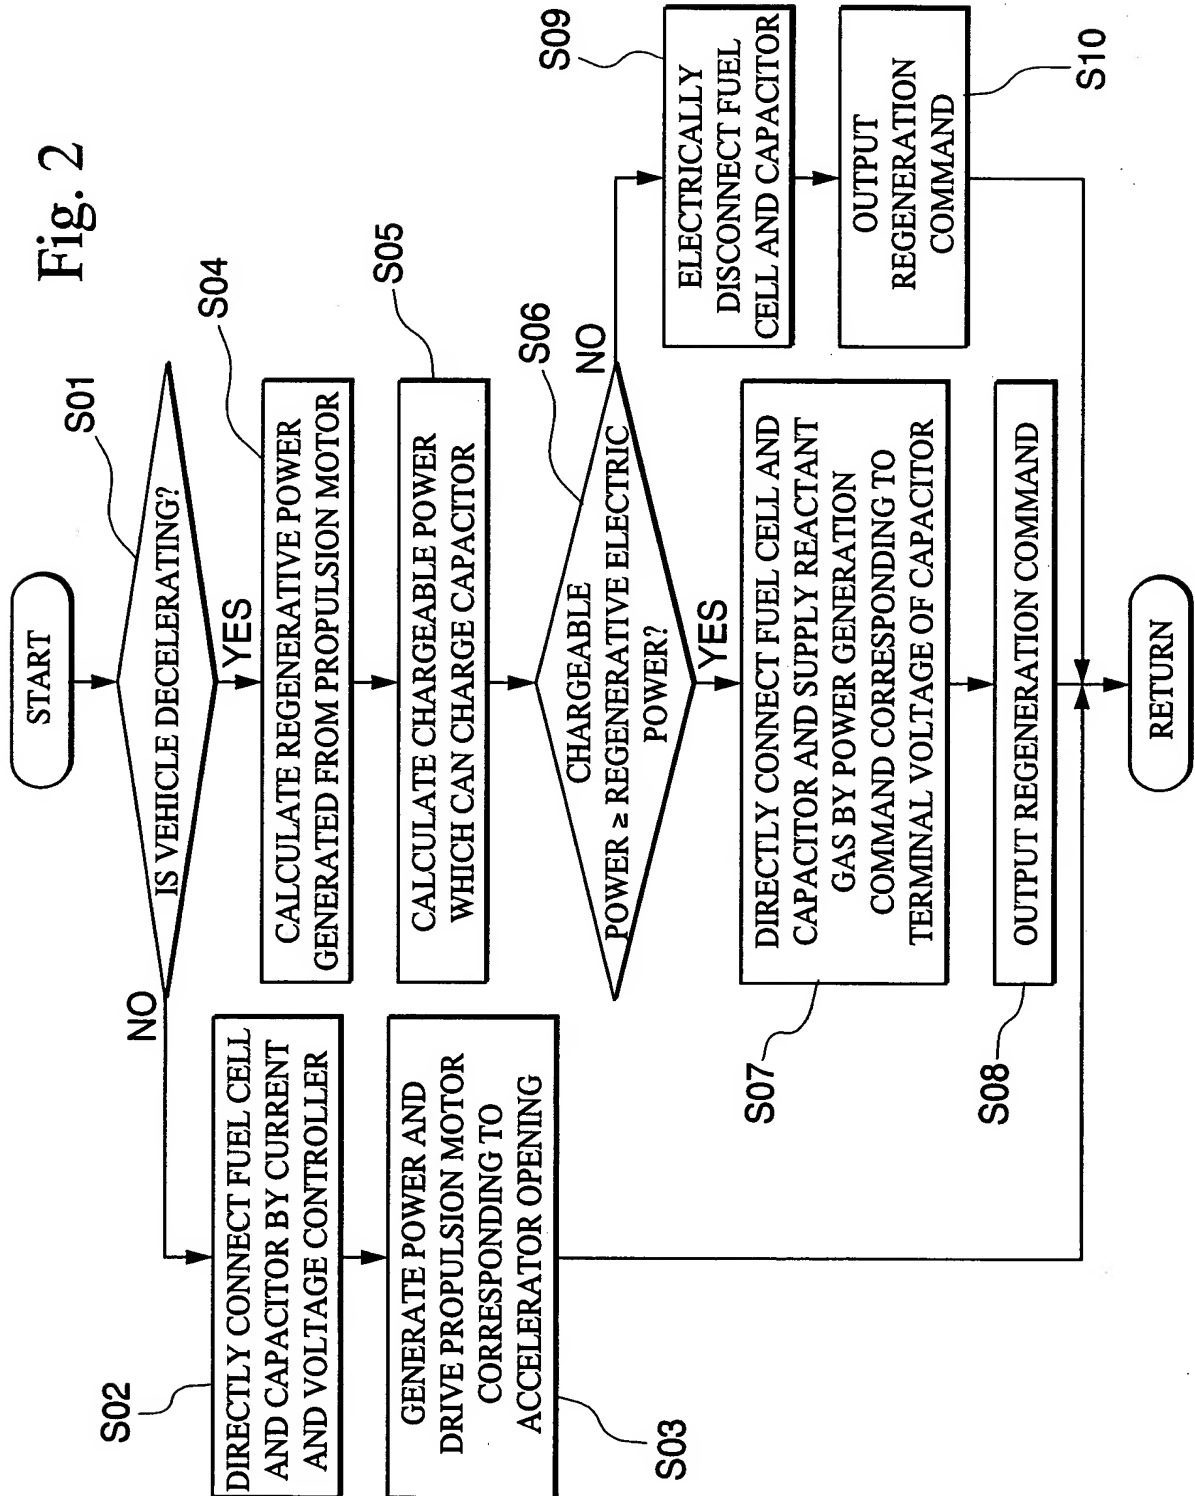 Fig. 2
START
S01
IS VEHICLE DECELERATING?
NO
YES
S02
DIRECTLY CONNECT FUEL CELL
AND CAPACITOR BY CURRENT
AND VOLTAGE CONTROLLER
S03
GENERATE POWER AND
DRIVE PROPULSION MOTOR
CORRESPONDING TO
ACCELERATOR OPENING
S04
CALCULATE REGENERATIVE POWER
GENERATED FROM PROPULSION MOTOR
S05
CALCULATE CHARGEABLE POWER
WHICH CAN CHARGE CAPACITOR
S06
CHARGEABLE
POWER ≥ REGENERATIVE ELECTRIC
POWER?
NO
YES
S07
DIRECTLY CONNECT FUEL CELL AND
CAPACITOR AND SUPPLY REACTANT
GAS BY POWER GENERATION
COMMAND CORRESPONDING TO
TERMINAL VOLTAGE OF CAPACITOR
S08
OUTPUT REGENERATION COMMAND
S09
ELECTRICALLY
DISCONNECT FUEL
CELL AND CAPACITOR
S10
OUTPUT
REGENERATION
COMMAND
RETURN